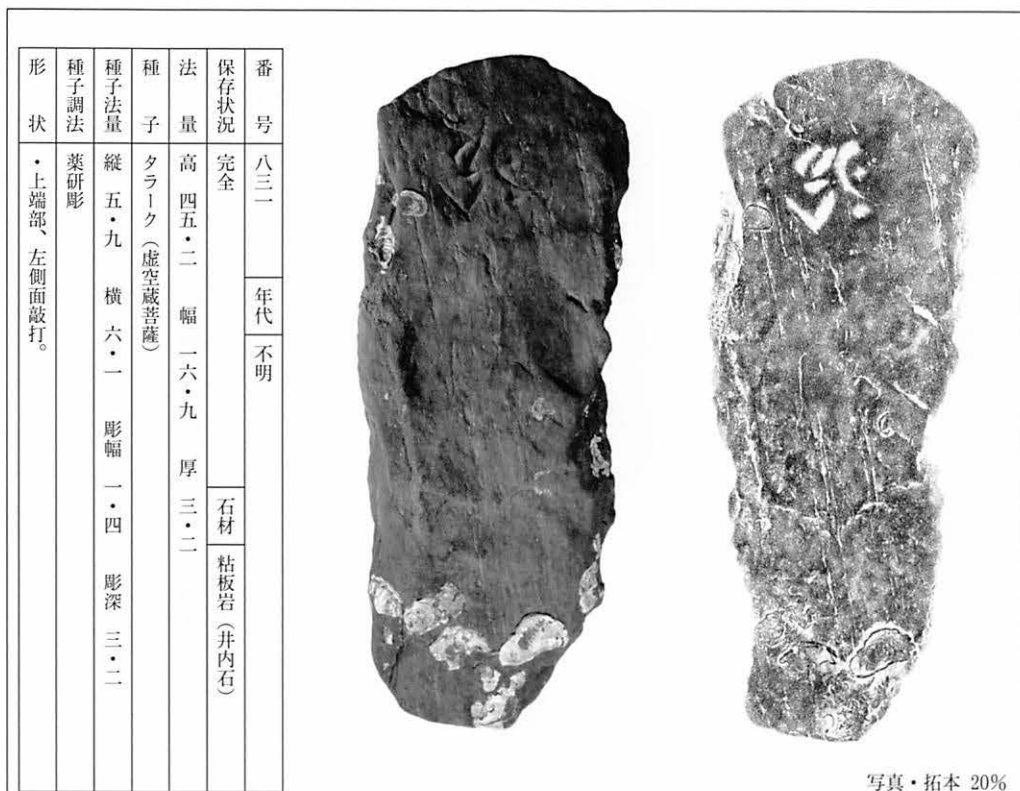 番号 八三一 年代 不明
保存状況 完全 石材 粘板岩（井内石）
法量 高 四五・二 幅 一六・九 厚 三・二
種子 タラーク（虚空蔵菩薩）
種子法量 縦 五・九 横 六・一 彫幅 一・四 彫深 三・二
種子調法 薬研彫
形状 ・上端部、左側面敲打。
写真・拓本 20%